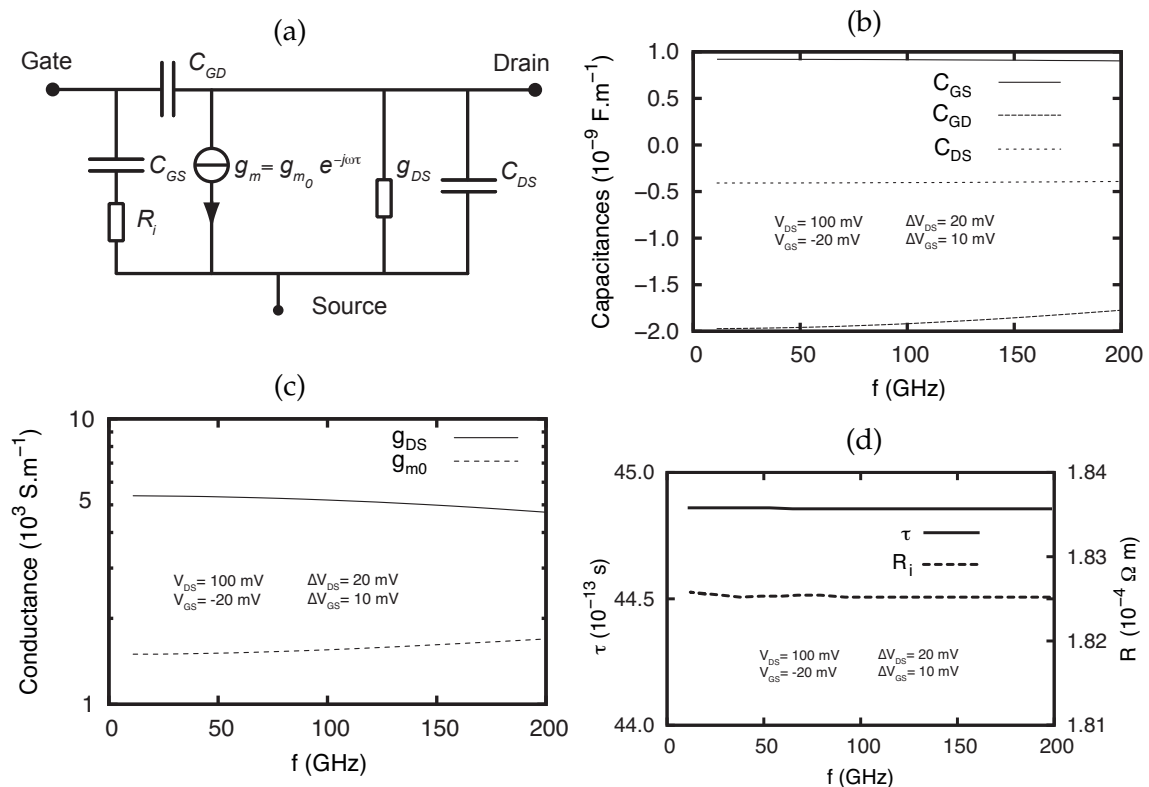 (a)
Gate
C_GD
Drain
C_GS
g_m = g_m0 e^−jωτ
g_DS
C_DS
R_i
Source
(b)
Capacitances (10^−9 F.m^−1)
1.0
0.5
0.0
−0.5
−1.0
−1.5
−2.0
C_GS
C_GD
C_DS
V_DS= 100 mV ΔV_DS= 20 mV
V_GS= -20 mV ΔV_GS= 10 mV
0 50 100 150 200
f (GHz)
(c)
Conductance (10^3 S.m^−1)
10
5
1
g_DS
g_m0
V_DS= 100 mV ΔV_DS= 20 mV
V_GS= -20 mV ΔV_GS= 10 mV
0 50 100 150 200
f (GHz)
(d)
τ (10^−13 s)
45.0
44.5
44.0
τ
R_i
V_DS= 100 mV ΔV_DS= 20 mV
V_GS= -20 mV ΔV_GS= 10 mV
1.84
1.83
1.82
1.81
R (10^−4 Ω m)
0 50 100 150 200
f (GHz)